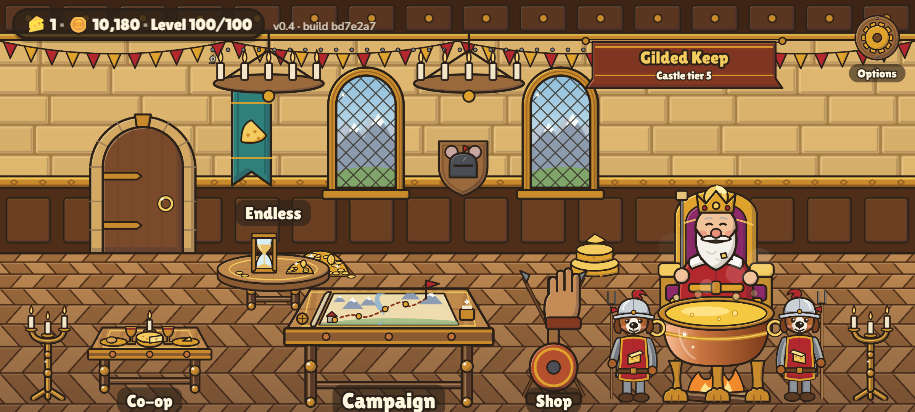 1 · 10,180 · Level 100/100
v0.4 · build bd7e2a7
Gilded Keep
Castle tier 5
Options
Endless
Co-op
Campaign
Shop